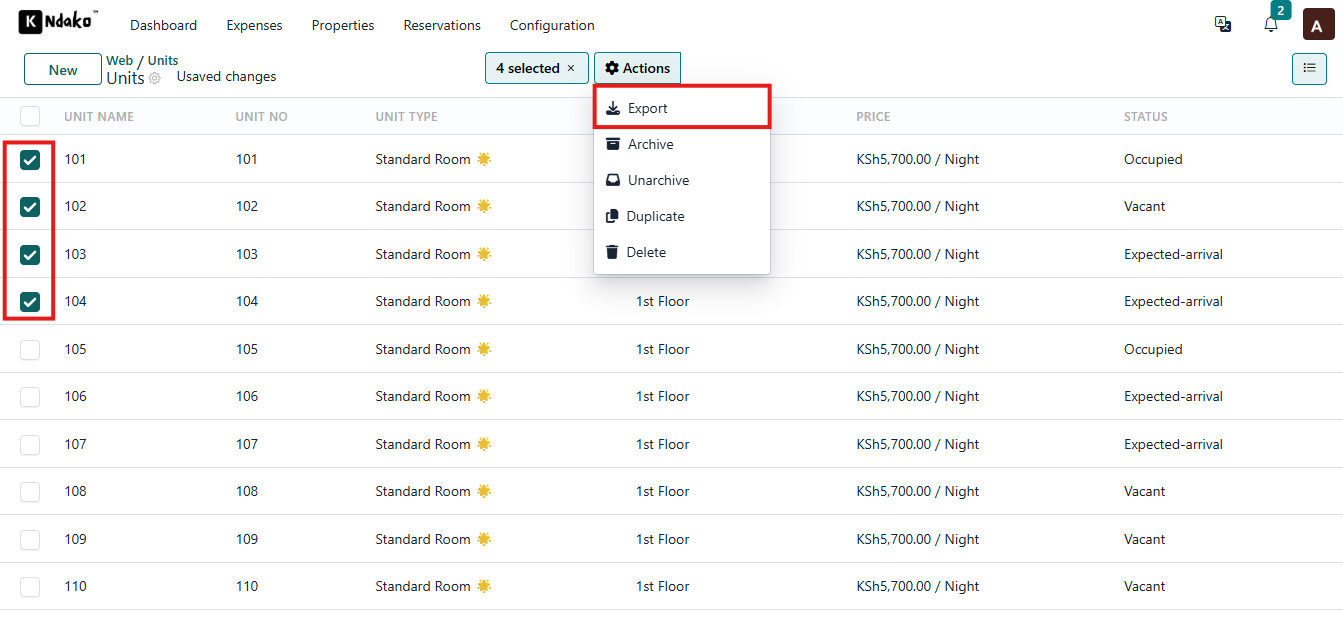 K Ndako™ Dashboard Expenses Properties Reservations Configuration 2 A
New Web / Units 4 selected × Actions
Units Usaved changes
Export
UNIT NAME UNIT NO UNIT TYPE PRICE STATUS
Archive
101 101 Standard Room KSh5,700.00 / Night Occupied
Unarchive
102 102 Standard Room KSh5,700.00 / Night Vacant
Duplicate
103 103 Standard Room KSh5,700.00 / Night Expected-arrival
Delete
104 104 Standard Room 1st Floor KSh5,700.00 / Night Expected-arrival
105 105 Standard Room 1st Floor KSh5,700.00 / Night Occupied
106 106 Standard Room 1st Floor KSh5,700.00 / Night Expected-arrival
107 107 Standard Room 1st Floor KSh5,700.00 / Night Expected-arrival
108 108 Standard Room 1st Floor KSh5,700.00 / Night Vacant
109 109 Standard Room 1st Floor KSh5,700.00 / Night Vacant
110 110 Standard Room 1st Floor KSh5,700.00 / Night Vacant